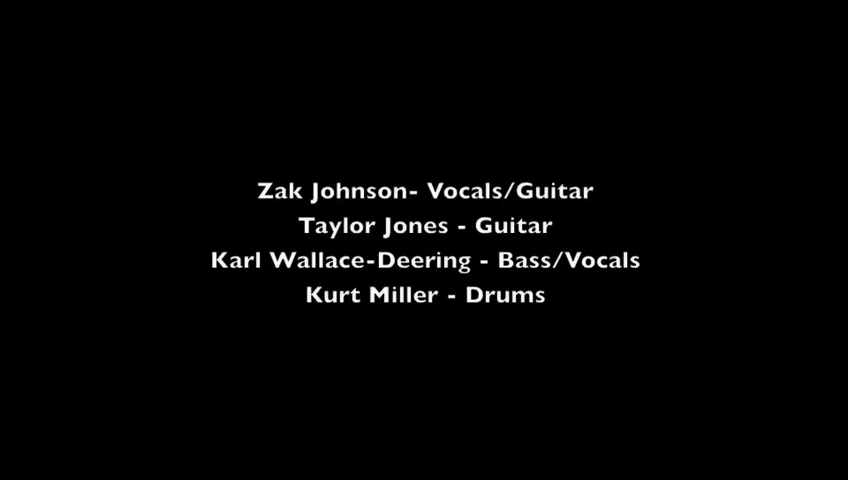 Zak Johnson- Vocals/Guitar
Taylor Jones - Guitar
Karl Wallace-Deering - Bass/Vocals
Kurt Miller - Drums